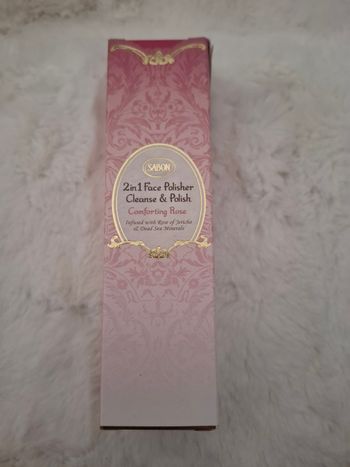 SABON
2in1 Face Polisher
Cleanse & Polish
Comforting Rose
Infused with Rose of Jericho
& Dead Sea Minerals